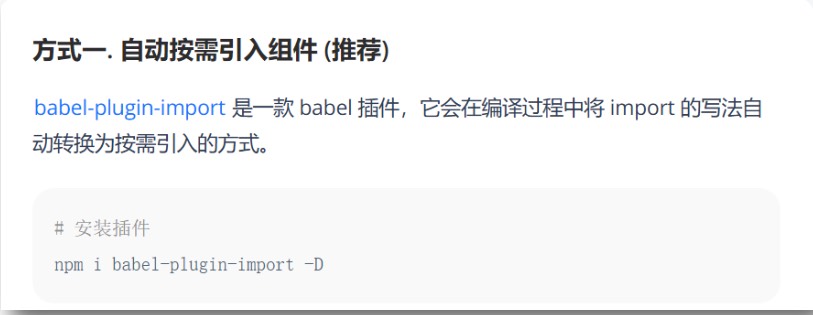 方式一. 自动按需引入组件 (推荐)
babel-plugin-import 是一款 babel 插件，它会在编译过程中将 import 的写法自
动转换为按需引入的方式。
# 安装插件
npm i babel-plugin-import -D